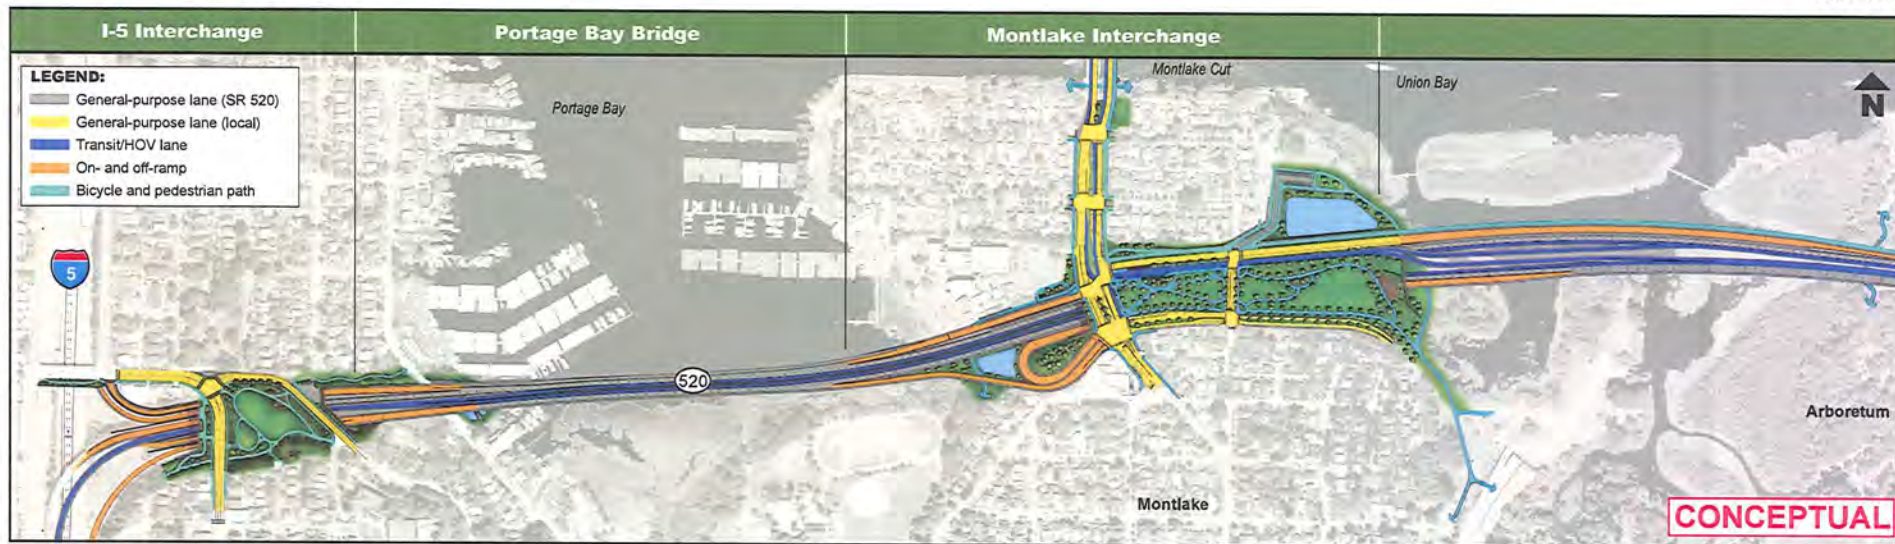 I-5 Interchange
Portage Bay Bridge
Montlake Interchange
LEGEND:
General-purpose lane (SR 520)
General-purpose lane (local)
Transit/HOV lane
On- and off-ramp
Bicycle and pedestrian path
Portage Bay
Montlake Cut
Union Bay
N
5
520
Arboretum
Montlake
CONCEPTUAL